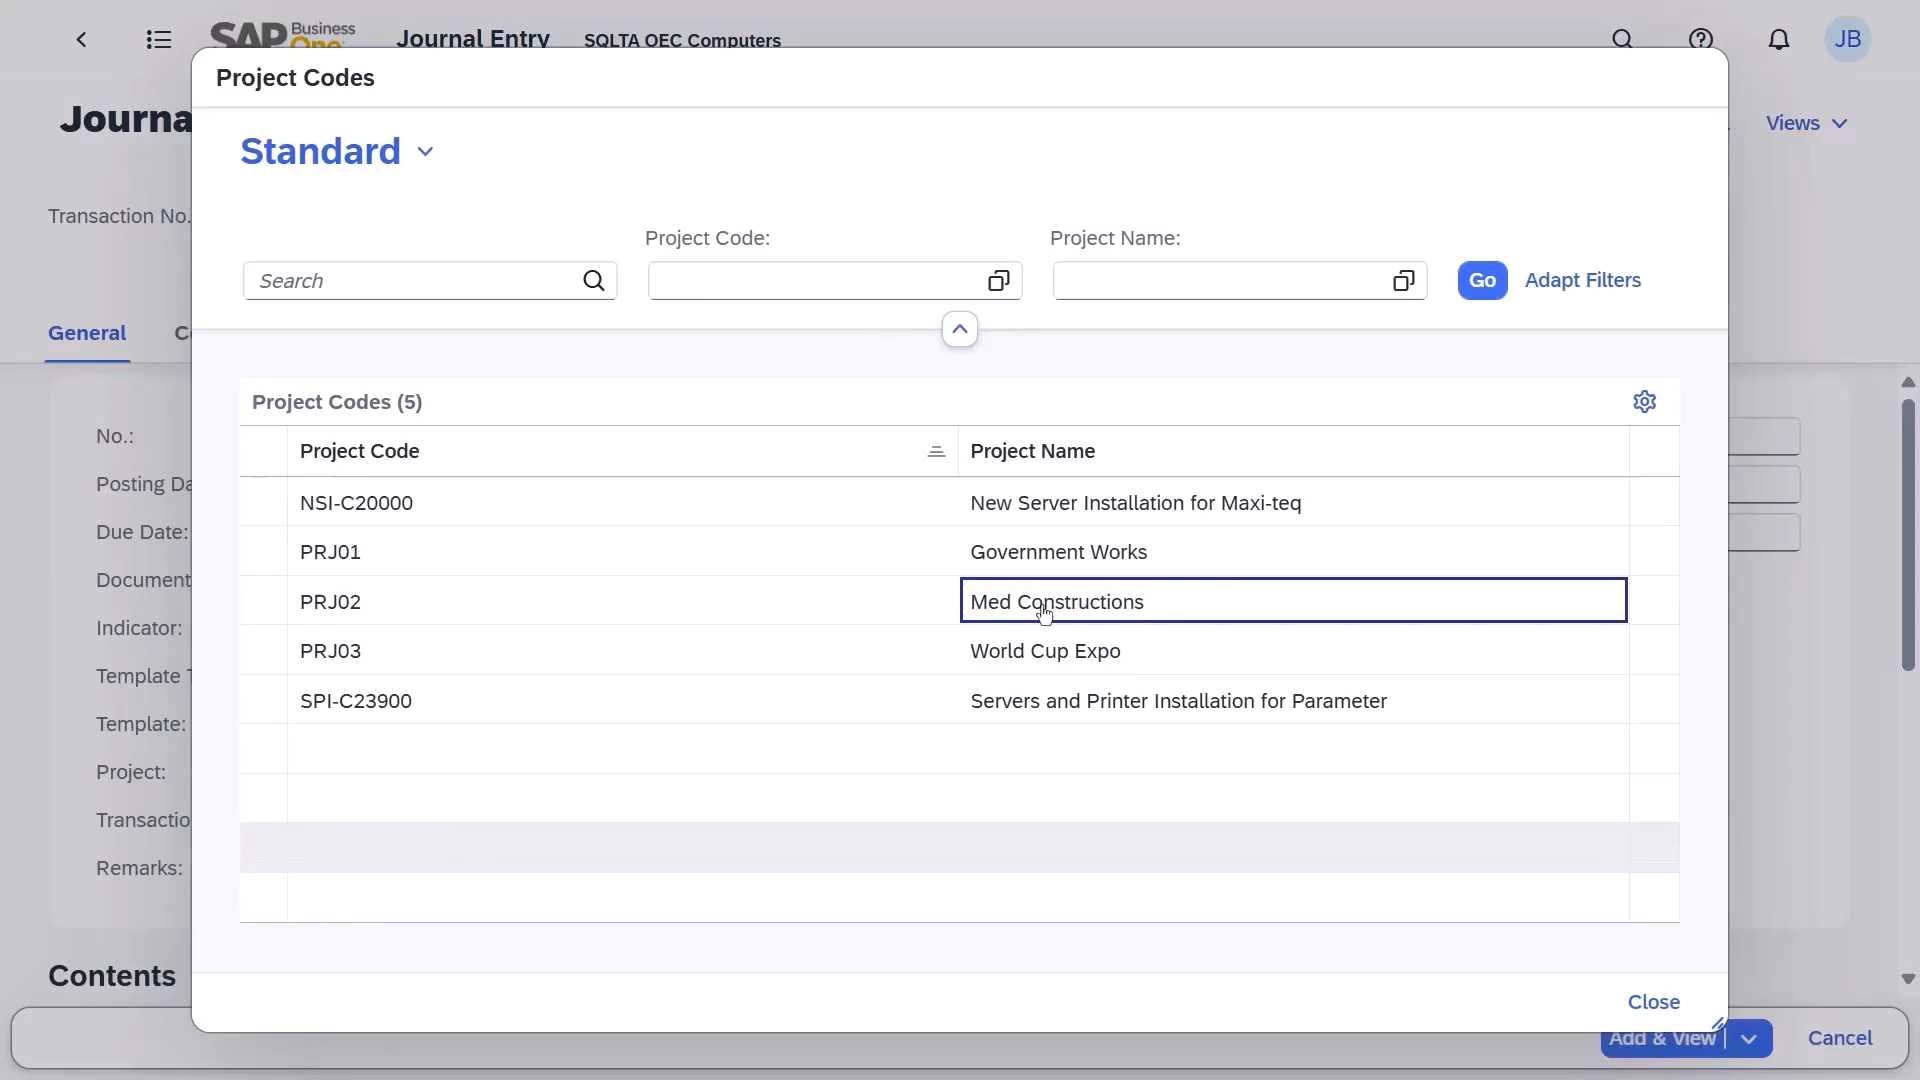 SAP Business One
Journal Entry
SQLTA OEC Computers
JB
Project Codes
Journa
Views
Standard
Transaction No.
Project Code:
Project Name:
Search
Go
Adapt Filters
General
Project Codes (5)
Project Code
Project Name
No.:
Posting Da
NSI-C20000
New Server Installation for Maxi-teq
Due Date:
PRJ01
Government Works
Document
PRJ02
Med Constructions
Indicator:
PRJ03
World Cup Expo
Template T
SPI-C23900
Servers and Printer Installation for Parameter
Template:
Project:
Transactio
Remarks:
Contents
Close
Add & View
Cancel